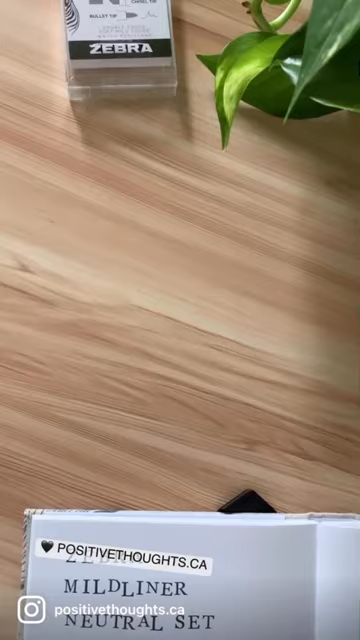 CHISEL TIP
BULLET TIP
ZEBRA
🖤 POSITIVETHOUGHTS.CA
MILDLINER
NEUTRAL SET
positivethoughts.ca